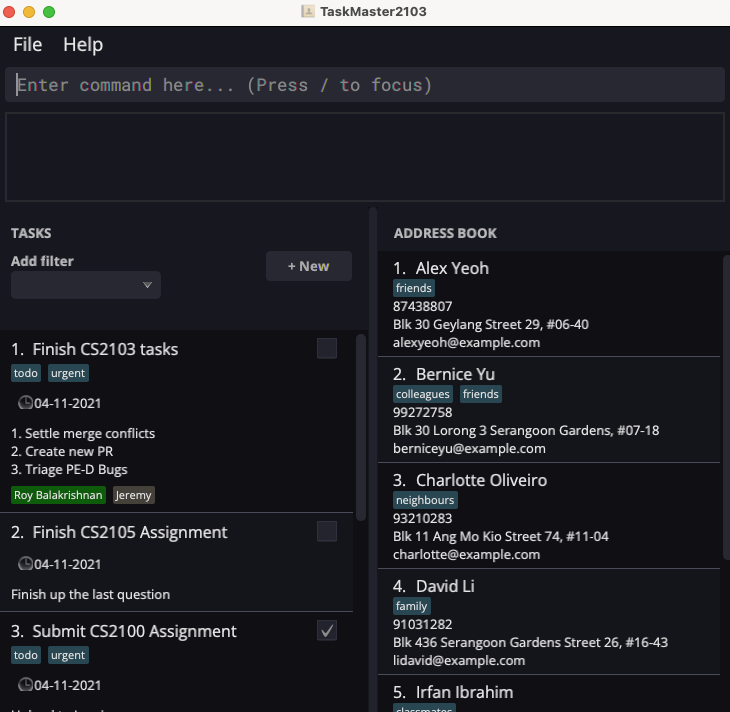 TaskMaster2103
File Help
Enter command here... (Press / to focus)
TASKS
Add filter
+ New
1. Finish CS2103 tasks
todo urgent
04-11-2021
1. Settle merge conflicts
2. Create new PR
3. Triage PE-D Bugs
Roy Balakrishnan Jeremy
2. Finish CS2105 Assignment
04-11-2021
Finish up the last question
3. Submit CS2100 Assignment
todo urgent
04-11-2021
ADDRESS BOOK
1. Alex Yeoh
friends
87438807
Blk 30 Geylang Street 29, #06-40
alexyeoh@example.com
2. Bernice Yu
colleagues friends
99272758
Blk 30 Lorong 3 Serangoon Gardens, #07-18
berniceyu@example.com
3. Charlotte Oliveiro
neighbours
93210283
Blk 11 Ang Mo Kio Street 74, #11-04
charlotte@example.com
4. David Li
family
91031282
Blk 436 Serangoon Gardens Street 26, #16-43
lidavid@example.com
5. Irfan Ibrahim
classmates